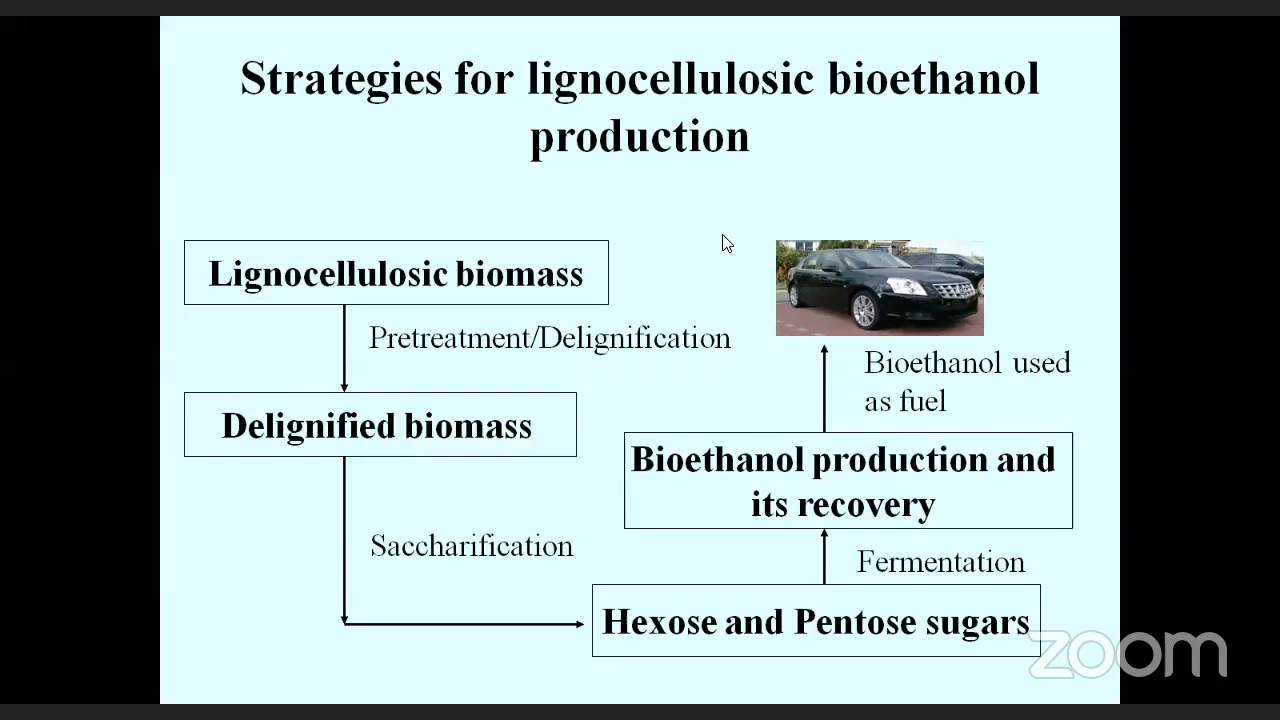 Strategies for lignocellulosic bioethanol
production
Lignocellulosic biomass
Pretreatment/Delignification
Delignified biomass
Saccharification
Hexose and Pentose sugars
Fermentation
Bioethanol production and
its recovery
Bioethanol used
as fuel
zoom